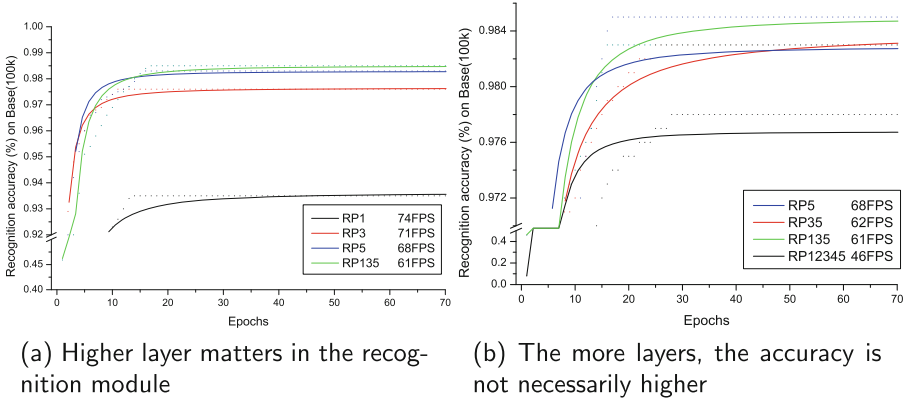 Recognition accuracy (%) on Base(100k)
1.00
0.99
0.98
0.97
0.96
0.95
0.94
0.93
0.92
0.45
0.40
0 10 20 30 40 50 60 70
Epochs
RP1 74FPS
RP3 71FPS
RP5 68FPS
RP135 61FPS
(a) Higher layer matters in the recog-
nition module
Recognition accuracy (%) on Base(100k)
0.984
0.980
0.976
0.972
0.4
0.2
0.0
0 10 20 30 40 50 60 70
Epochs
RP5 68FPS
RP35 62FPS
RP135 61FPS
RP12345 46FPS
(b) The more layers, the accuracy is
not necessarily higher